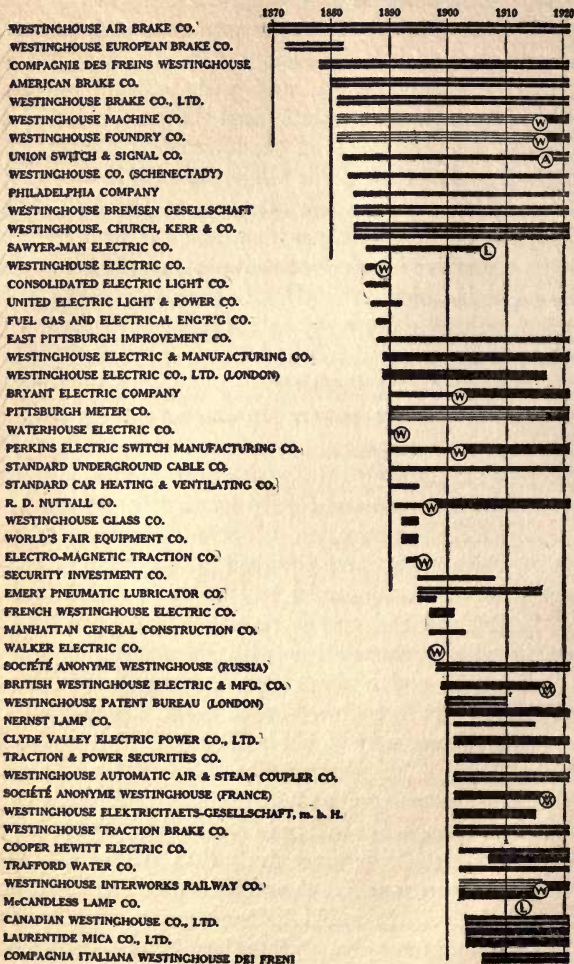 1870 1880 1890 1900 1910 1920
WESTINGHOUSE AIR BRAKE CO.
WESTINGHOUSE EUROPEAN BRAKE CO.
COMPAGNIE DES FREINS WESTINGHOUSE
AMERICAN BRAKE CO.
WESTINGHOUSE BRAKE CO., LTD.
WESTINGHOUSE MACHINE CO. W
WESTINGHOUSE FOUNDRY CO. W
UNION SWITCH & SIGNAL CO. A
WESTINGHOUSE CO. (SCHENECTADY)
PHILADELPHIA COMPANY
WESTINGHOUSE BREMSEN GESELLSCHAFT
WESTINGHOUSE, CHURCH, KERR & CO.
SAWYER-MAN ELECTRIC CO. L
WESTINGHOUSE ELECTRIC CO. W
CONSOLIDATED ELECTRIC LIGHT CO.
UNITED ELECTRIC LIGHT & POWER CO.
FUEL GAS AND ELECTRICAL ENG'R'G CO.
EAST PITTSBURGH IMPROVEMENT CO.
WESTINGHOUSE ELECTRIC & MANUFACTURING CO.
WESTINGHOUSE ELECTRIC CO., LTD. (LONDON)
BRYANT ELECTRIC COMPANY W
PITTSBURGH METER CO.
WATERHOUSE ELECTRIC CO. W
PERKINS ELECTRIC SWITCH MANUFACTURING CO. W
STANDARD UNDERGROUND CABLE CO.
STANDARD CAR HEATING & VENTILATING CO.
R. D. NUTTALL CO. W
WESTINGHOUSE GLASS CO.
WORLD'S FAIR EQUIPMENT CO.
ELECTRO-MAGNETIC TRACTION CO. W
SECURITY INVESTMENT CO.
EMERY PNEUMATIC LUBRICATOR CO.
FRENCH WESTINGHOUSE ELECTRIC CO.
MANHATTAN GENERAL CONSTRUCTION CO.
WALKER ELECTRIC CO. W
SOCIÉTÉ ANONYME WESTINGHOUSE (RUSSIA)
BRITISH WESTINGHOUSE ELECTRIC & MFG. CO.
WESTINGHOUSE PATENT BUREAU (LONDON)
NERNST LAMP CO.
CLYDE VALLEY ELECTRIC POWER CO., LTD.
TRACTION & POWER SECURITIES CO.
WESTINGHOUSE AUTOMATIC AIR & STEAM COUPLER CO.
SOCIÉTÉ ANONYME WESTINGHOUSE (FRANCE)
WESTINGHOUSE ELEKTRICITAETS-GESELLSCHAFT, m. b. H.
WESTINGHOUSE TRACTION BRAKE CO.
COOPER HEWITT ELECTRIC CO.
TRAFFORD WATER CO.
WESTINGHOUSE INTERWORKS RAILWAY CO. W
McCANDLESS LAMP CO. L
CANADIAN WESTINGHOUSE CO., LTD.
LAURENTIDE MICA CO., LTD.
COMPAGNIA ITALIANA WESTINGHOUSE DEI FRENI